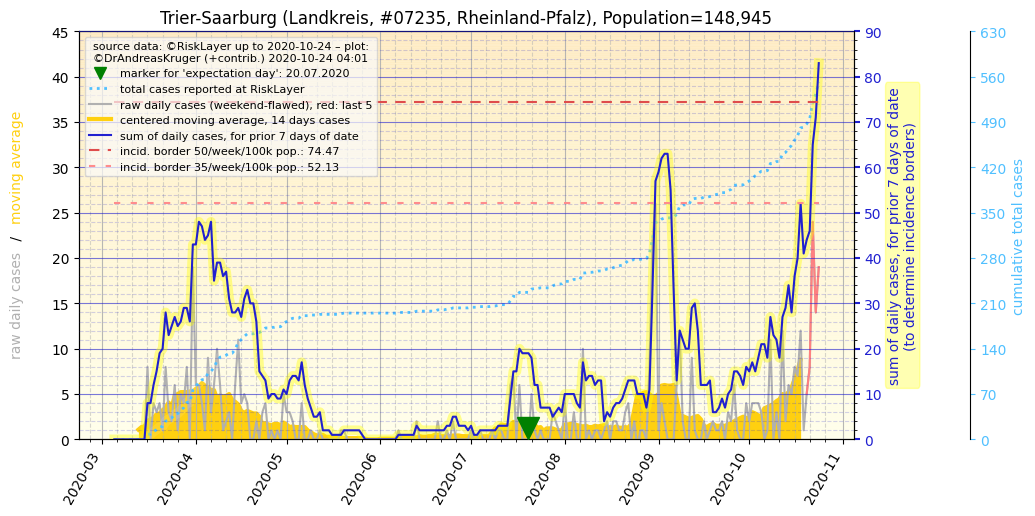 Trier-Saarburg (Landkreis, #07235, Rheinland-Pfalz), Population=148,945
source data: ©RiskLayer up to 2020-10-24 – plot:
©DrAndreasKruger (+contrib.) 2020-10-24 04:01
marker for 'expectation day': 20.07.2020
total cases reported at RiskLayer
raw daily cases (weekend-flawed), red: last 5
centered moving average, 14 days cases
sum of daily cases, for prior 7 days of date
incid. border 50/week/100k pop.: 74.47
incid. border 35/week/100k pop.: 52.13
raw daily cases / moving average
45
40
35
30
25
20
15
10
5
0
90
80
70
60
50
40
30
20
10
0
sum of daily cases, for prior 7 days of date
(to determine incidence borders)
630
560
490
420
350
280
210
140
70
0
cumulative total cases
2020-03
2020-04
2020-05
2020-06
2020-07
2020-08
2020-09
2020-10
2020-11